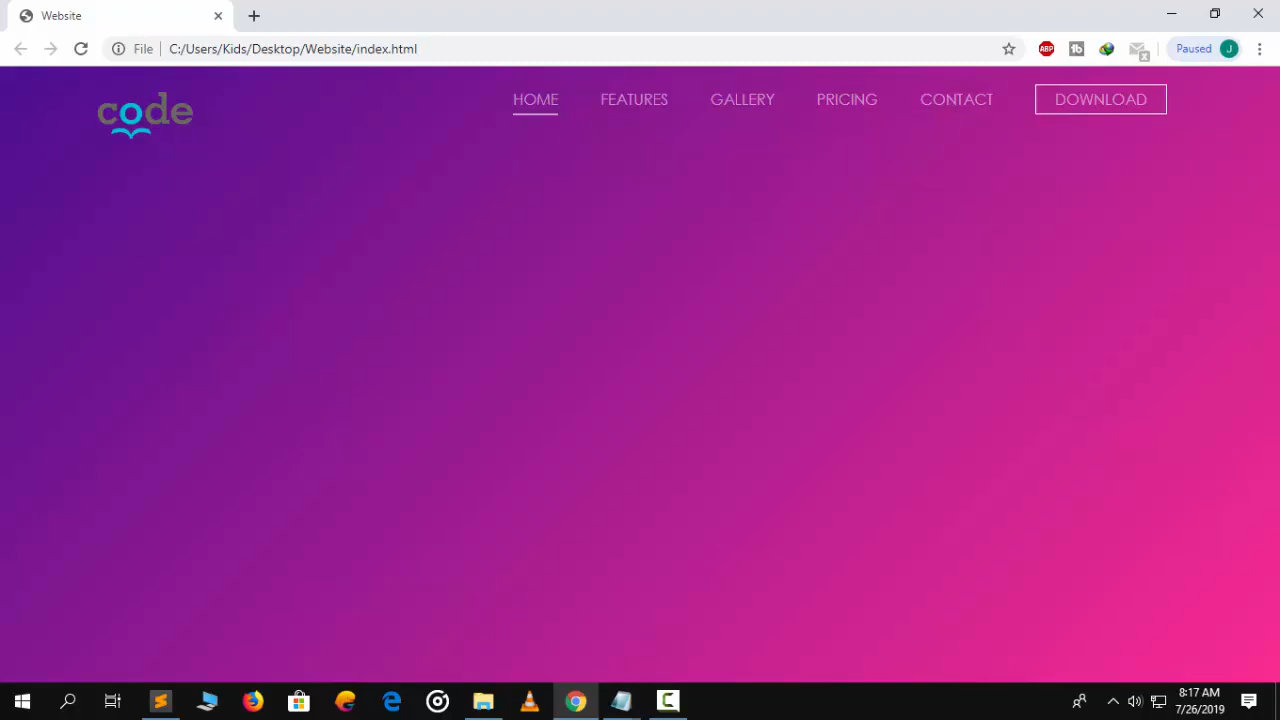 Website
File C:/Users/Kids/Desktop/Website/index.html ABP Paused J
code HOME FEATURES GALLERY PRICING CONTACT DOWNLOAD
8:17 AM
7/26/2019